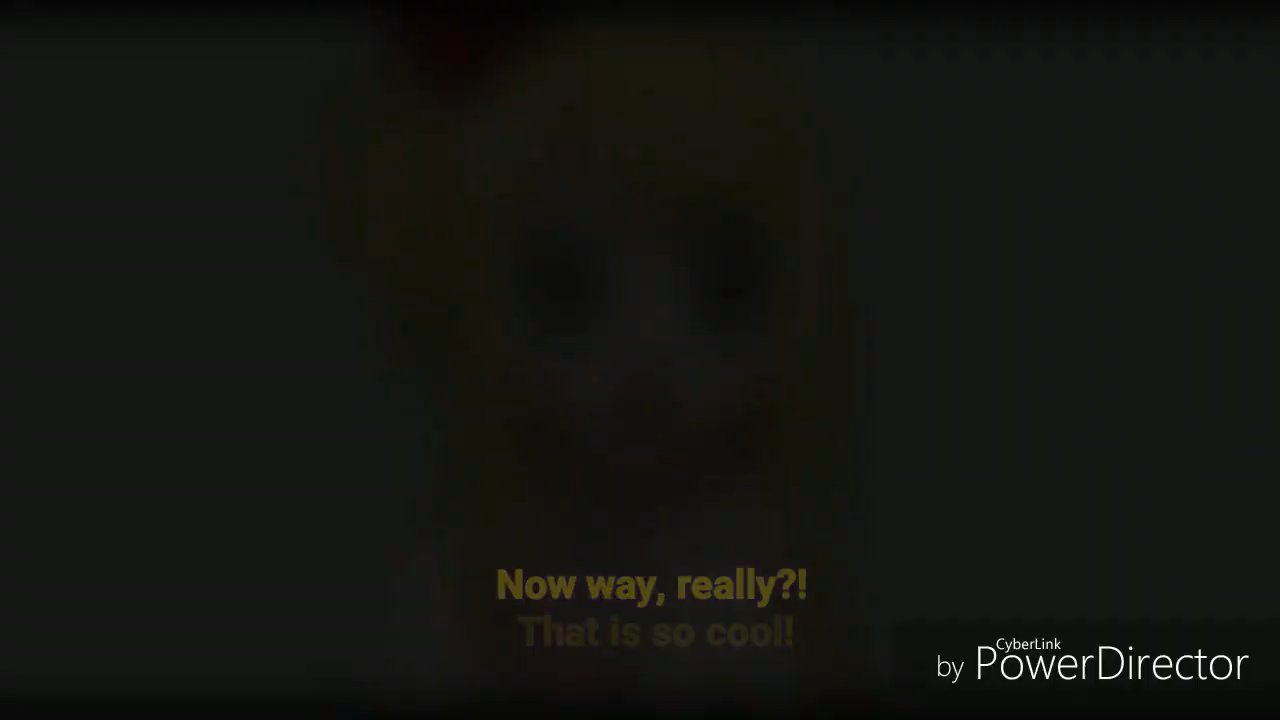 Now way, really?!
That is so cool!
CyberLink
by PowerDirector